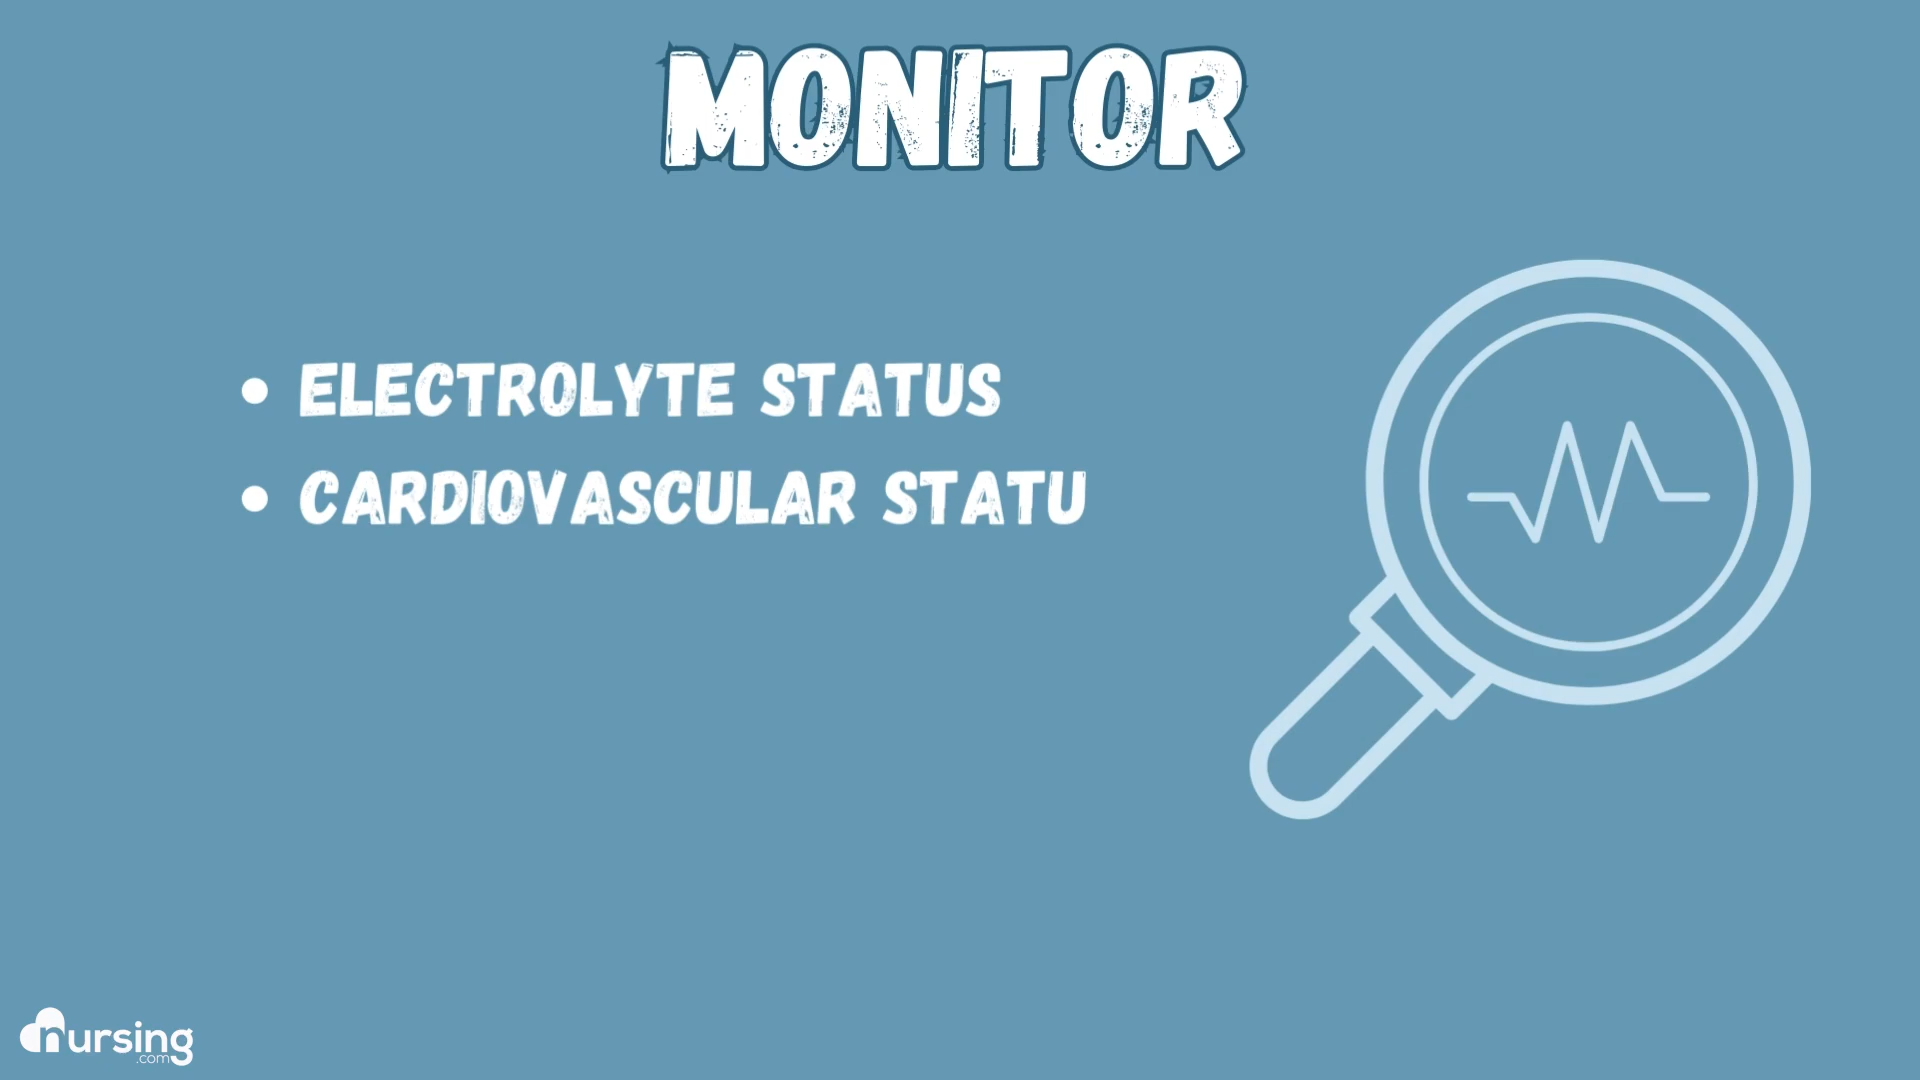 MONITOR
• ELECTROLYTE STATUS
• CARDIOVASCULAR STATU
nursing
.com